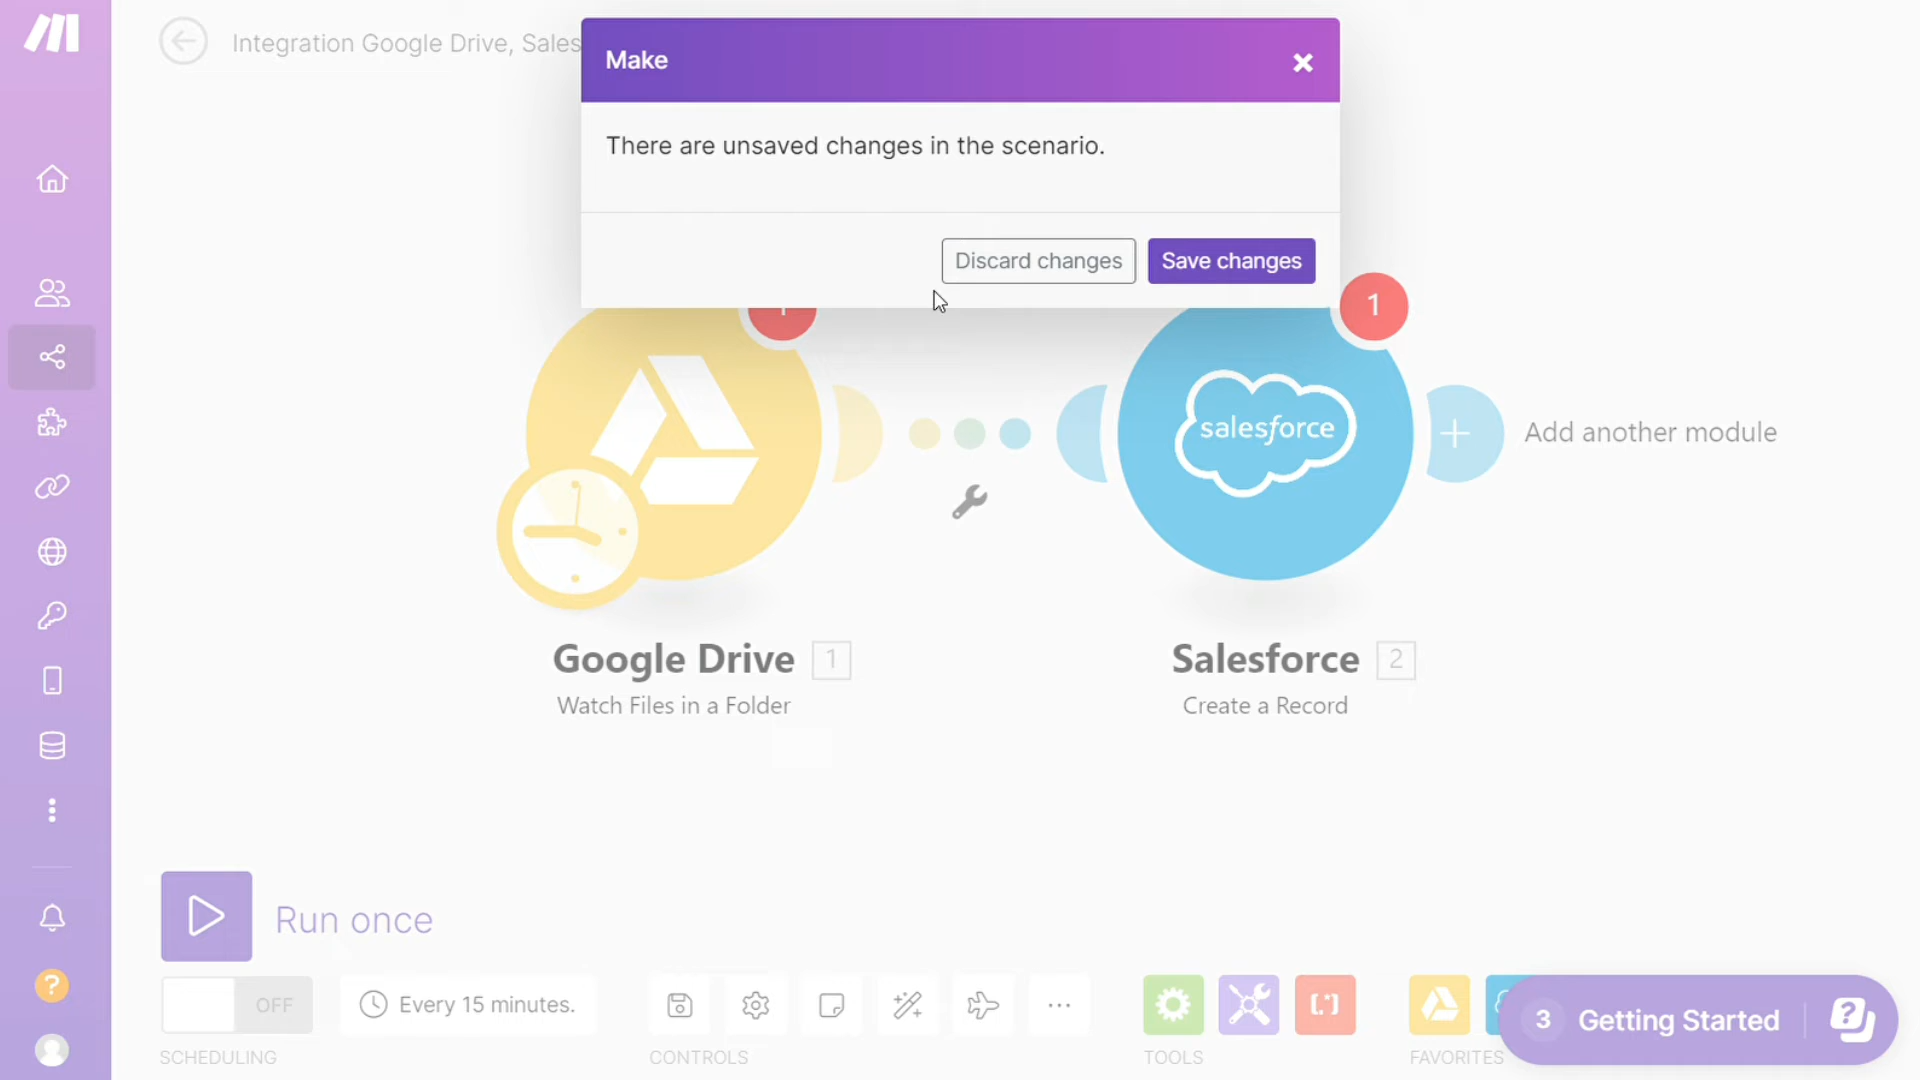 Integration Google Drive, Sales
Make
There are unsaved changes in the scenario.
Discard changes
Save changes
1
salesforce
Add another module
Google Drive 1
Watch Files in a Folder
Salesforce 2
Create a Record
Run once
OFF
Every 15 minutes.
SCHEDULING
CONTROLS
TOOLS
FAVORITES
3 Getting Started